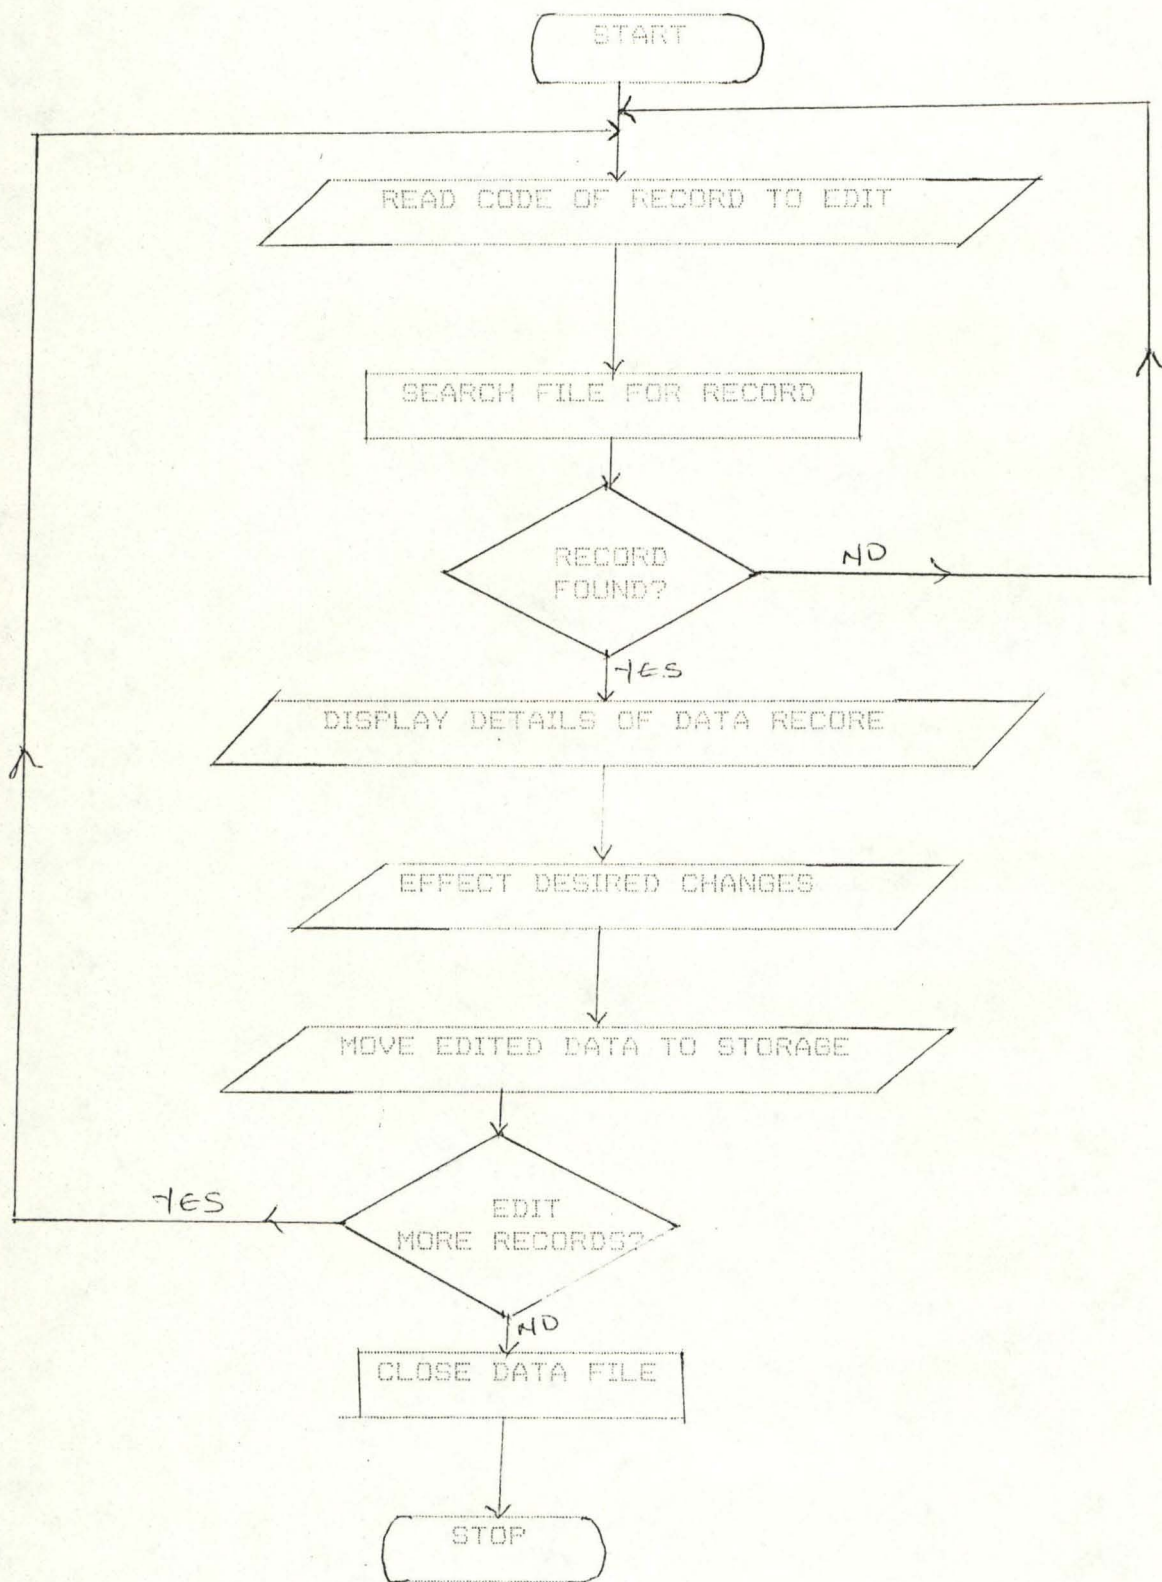 START
READ CODE OF RECORD TO EDIT
SEARCH FILE FOR RECORD
RECORD
FOUND?
NO
YES
DISPLAY DETAILS OF DATA RECORE
EFFECT DESIRED CHANGES
MOVE EDITED DATA TO STORAGE
YES
EDIT
MORE RECORDS?
NO
CLOSE DATA FILE
STOP